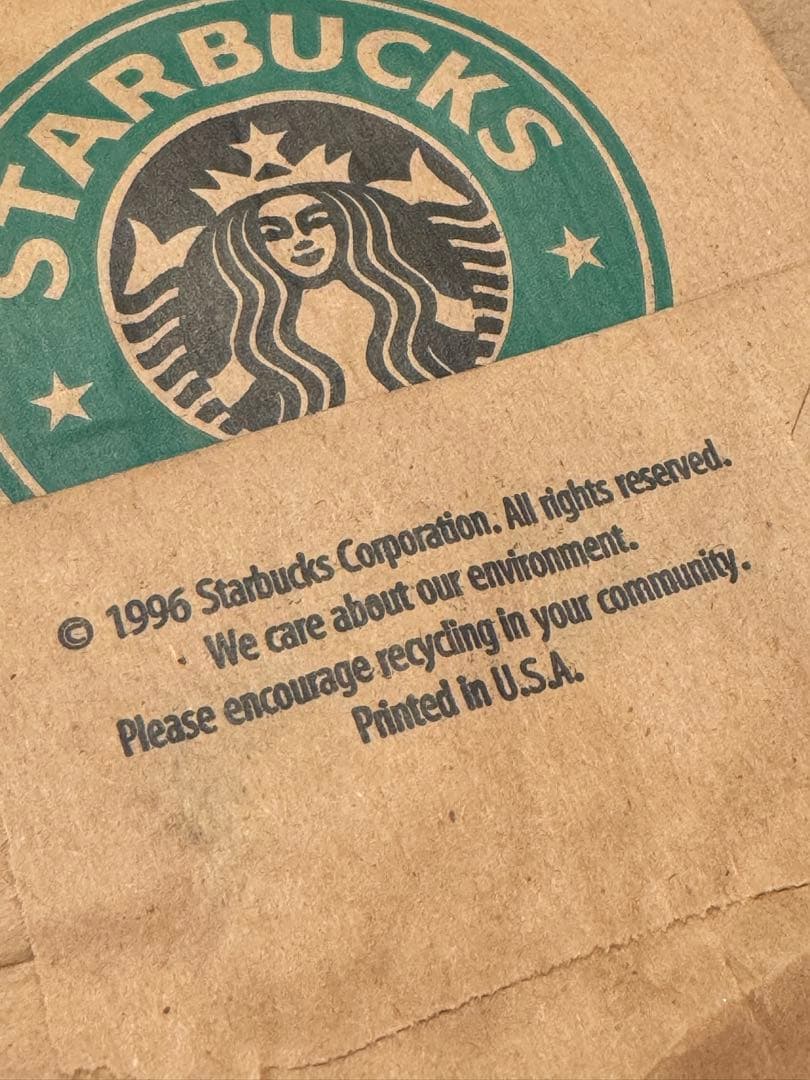 STARBUCKS
© 1996 Starbucks Corporation. All rights reserved.
We care about our environment.
Please encourage recycling in your community.
Printed in U.S.A.